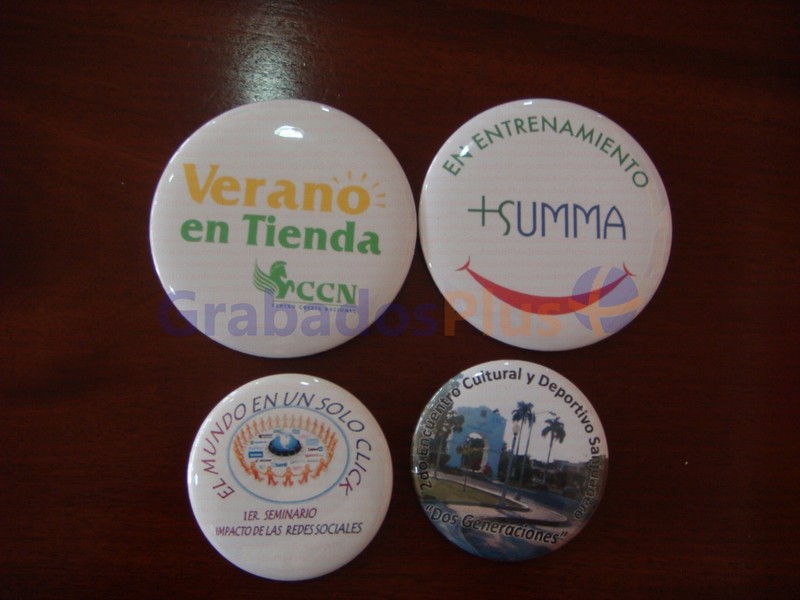 Verano
en Tienda
CCN
EN ENTRENAMIENTO
+SUMMA
GrabadosPlus
EL MUNDO EN UN SOLO CLICK
1ER. SEMINARIO
IMPACTO DE LAS REDES SOCIALES
2do Encuentro Cultural y Deportivo
"Dos Generaciones"